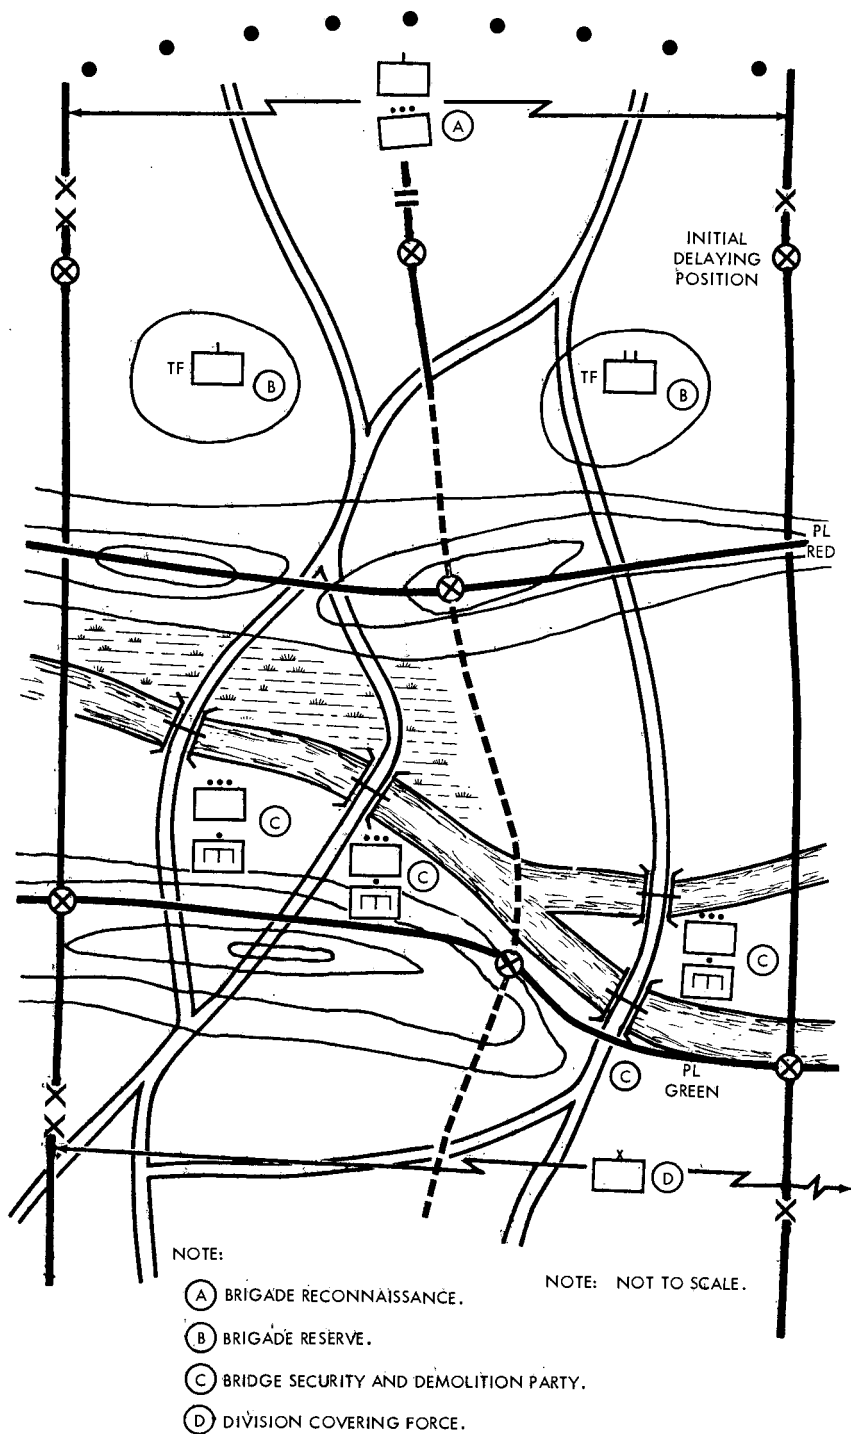 A
INITIAL
DELAYING
POSITION
TF
B
TF
B
PL
RED
C
C
C
C
PL
GREEN
D
NOTE:
NOTE: NOT TO SCALE.
A BRIGADE RECONNAISSANCE.
B BRIGADE RESERVE.
C BRIDGE SECURITY AND DEMOLITION PARTY.
D DIVISION COVERING FORCE.